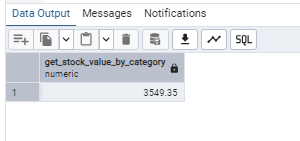 Data Output Messages Notifications
SQL
get_stock_value_by_category
numeric
1 3549.35